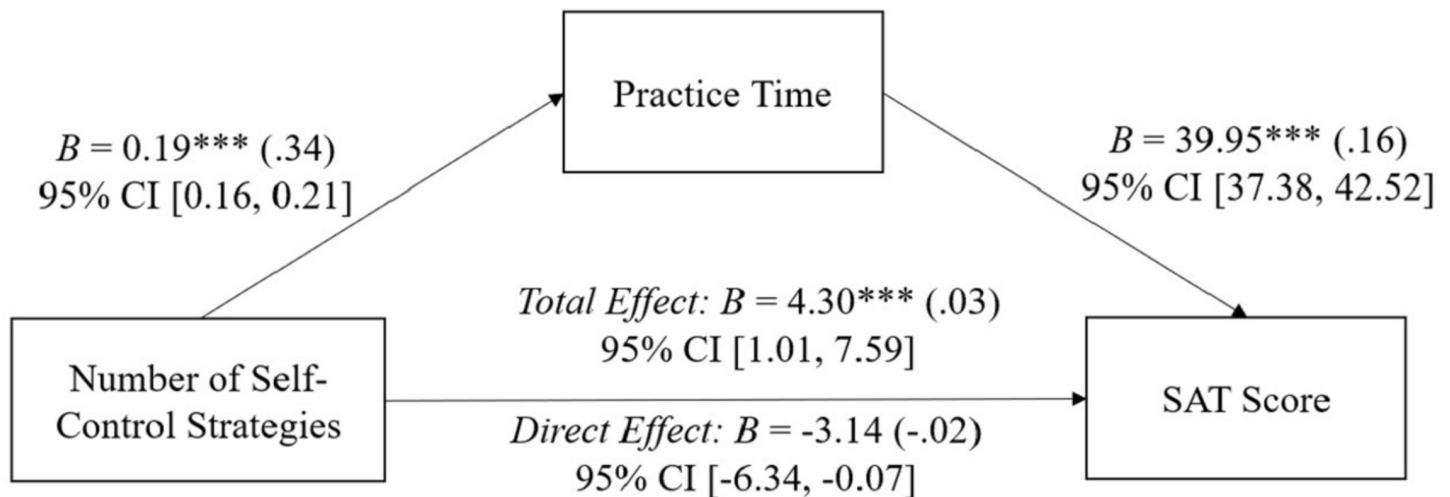 Practice Time
B = 0.19*** (.34)
95% CI [0.16, 0.21]
B = 39.95*** (.16)
95% CI [37.38, 42.52]
Total Effect: B = 4.30*** (.03)
95% CI [1.01, 7.59]
Number of Self-
Control Strategies
SAT Score
Direct Effect: B = -3.14 (-.02)
95% CI [-6.34, -0.07]